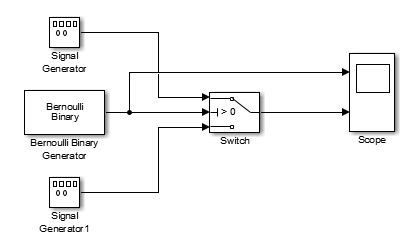 Signal
Generator
Bernoulli
Binary
Bernoulli Binary
Generator
> 0
Switch
Scope
Signal
Generator1